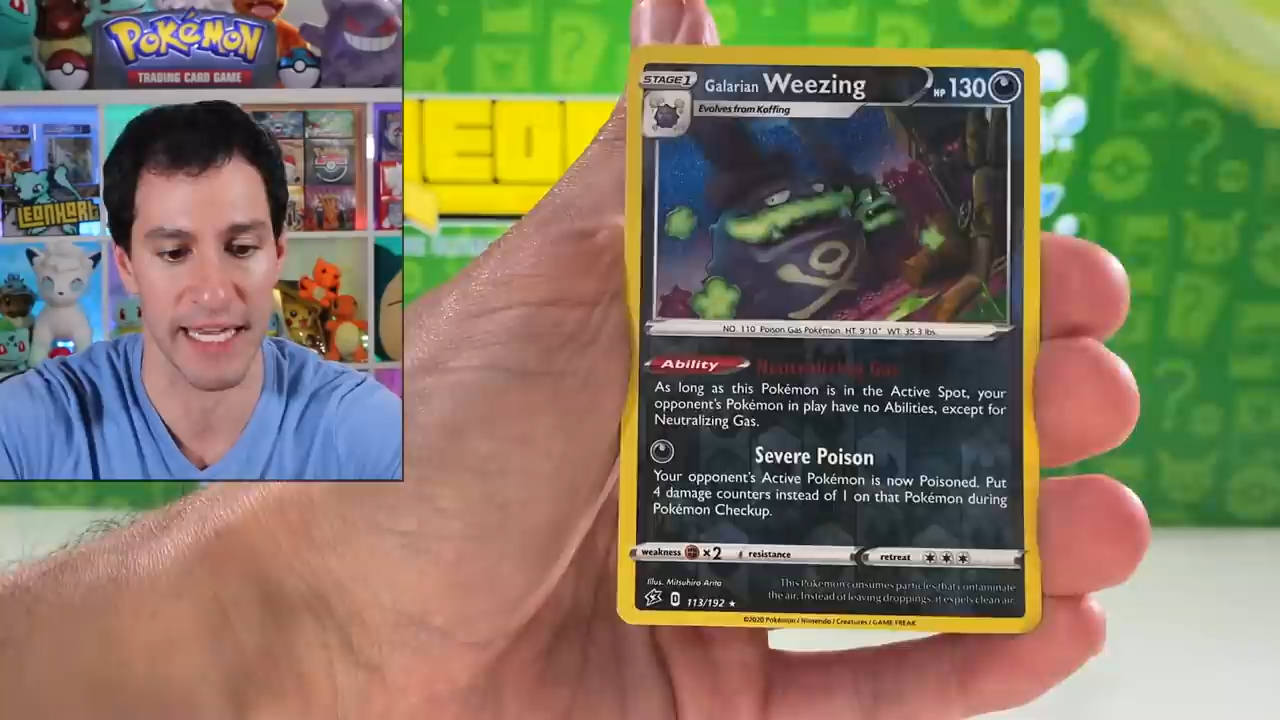 POKéMON
TRADING CARD GAME
LEONHART
LEO
STAGE 1
Galarian Weezing
HP 130
Evolves from Koffing
NO. 110 Poison Gas Pokémon HT: 9'10" WT: 35.3 lbs.
Ability Neutralizing Gas
As long as this Pokémon is in the Active Spot, your
opponent's Pokémon in play have no Abilities, except for
Neutralizing Gas.
Severe Poison
Your opponent's Active Pokémon is now Poisoned. Put
4 damage counters instead of 1 on that Pokémon during
Pokémon Checkup.
weakness ×2 resistance retreat
Illus. Mitsuhiro Arita
This Pokémon consumes particles that contaminate
the air. Instead of leaving droppings, it expels clean air.
D 113/192 ★
©2020 Pokémon / Nintendo / Creatures / GAME FREAK